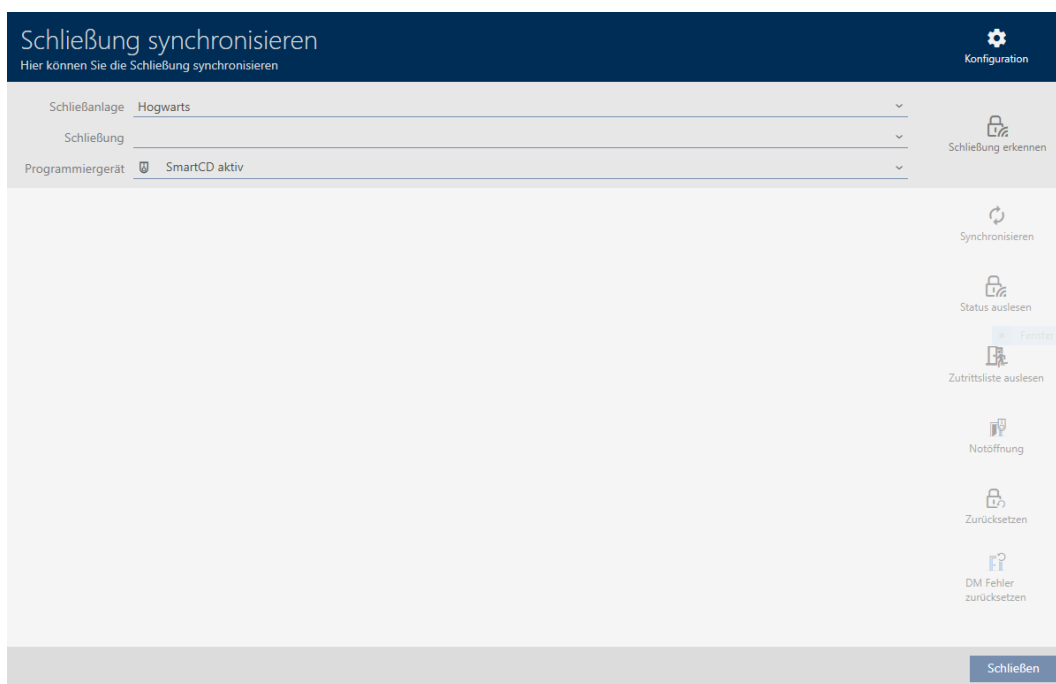 Schließung synchronisieren
Hier können Sie die Schließung synchronisieren
Konfiguration
Schließanlage Hogwarts
Schließung
Programmiergerät SmartCD aktiv
Schließung erkennen
Synchronisieren
Status auslesen
Fenster
Zutrittsliste auslesen
Notöffnung
Zurücksetzen
DM Fehler
zurücksetzen
Schließen